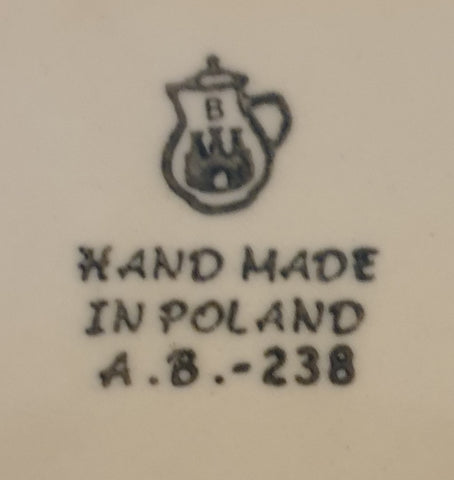 B
HAND MADE
IN POLAND
A.B.-238